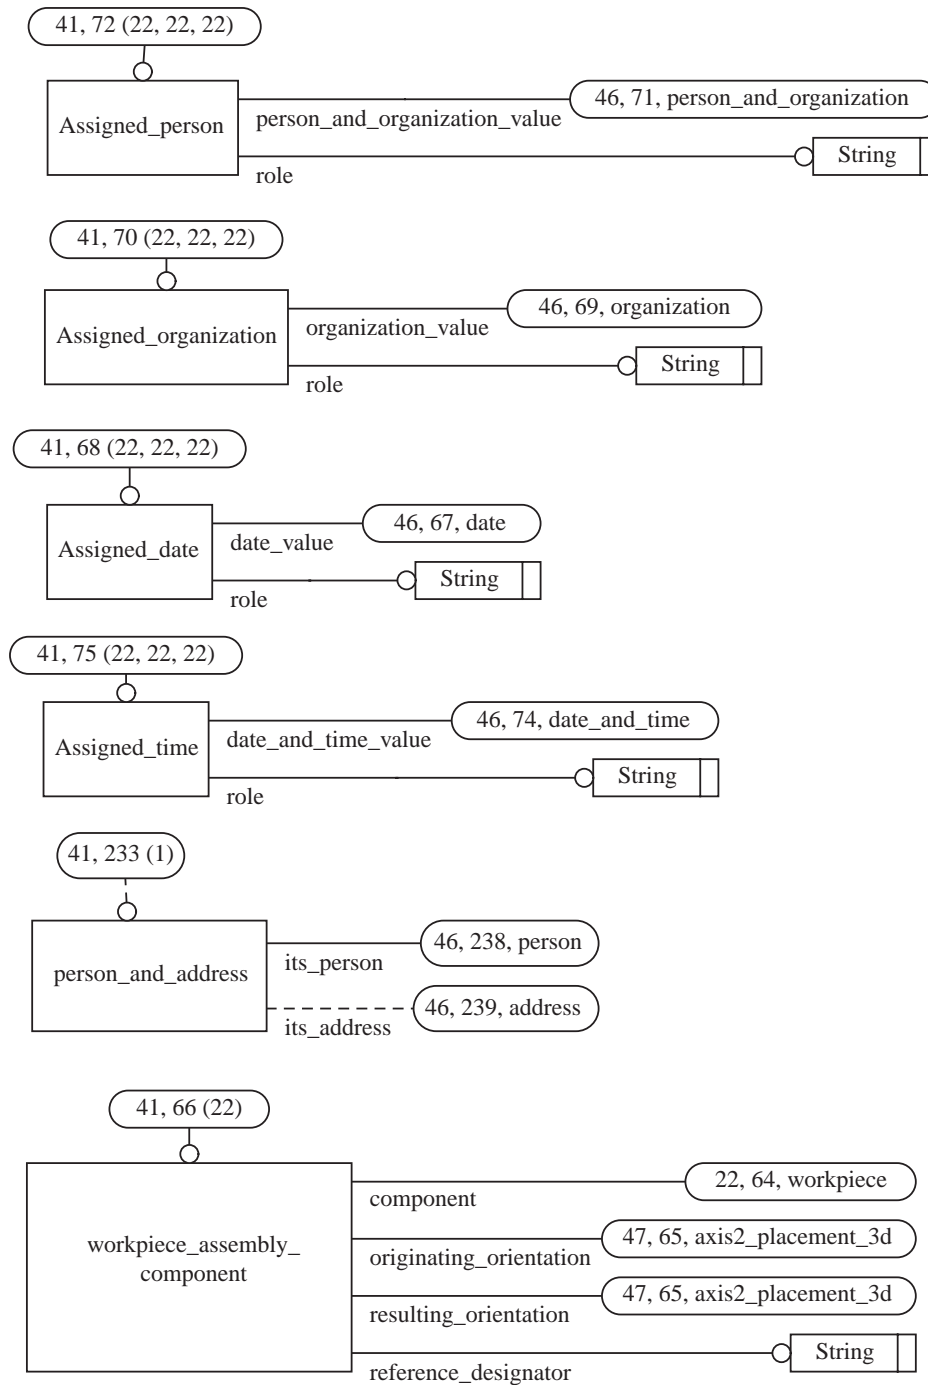 41, 72 (22, 22, 22)
Assigned_person
person_and_organization_value
46, 71, person_and_organization
role
String
41, 70 (22, 22, 22)
Assigned_organization
organization_value
46, 69, organization
role
String
41, 68 (22, 22, 22)
Assigned_date
date_value
46, 67, date
role
String
41, 75 (22, 22, 22)
Assigned_time
date_and_time_value
46, 74, date_and_time
role
String
41, 233 (1)
person_and_address
its_person
46, 238, person
its_address
46, 239, address
41, 66 (22)
workpiece_assembly_
component
component
22, 64, workpiece
originating_orientation
47, 65, axis2_placement_3d
resulting_orientation
47, 65, axis2_placement_3d
reference_designator
String